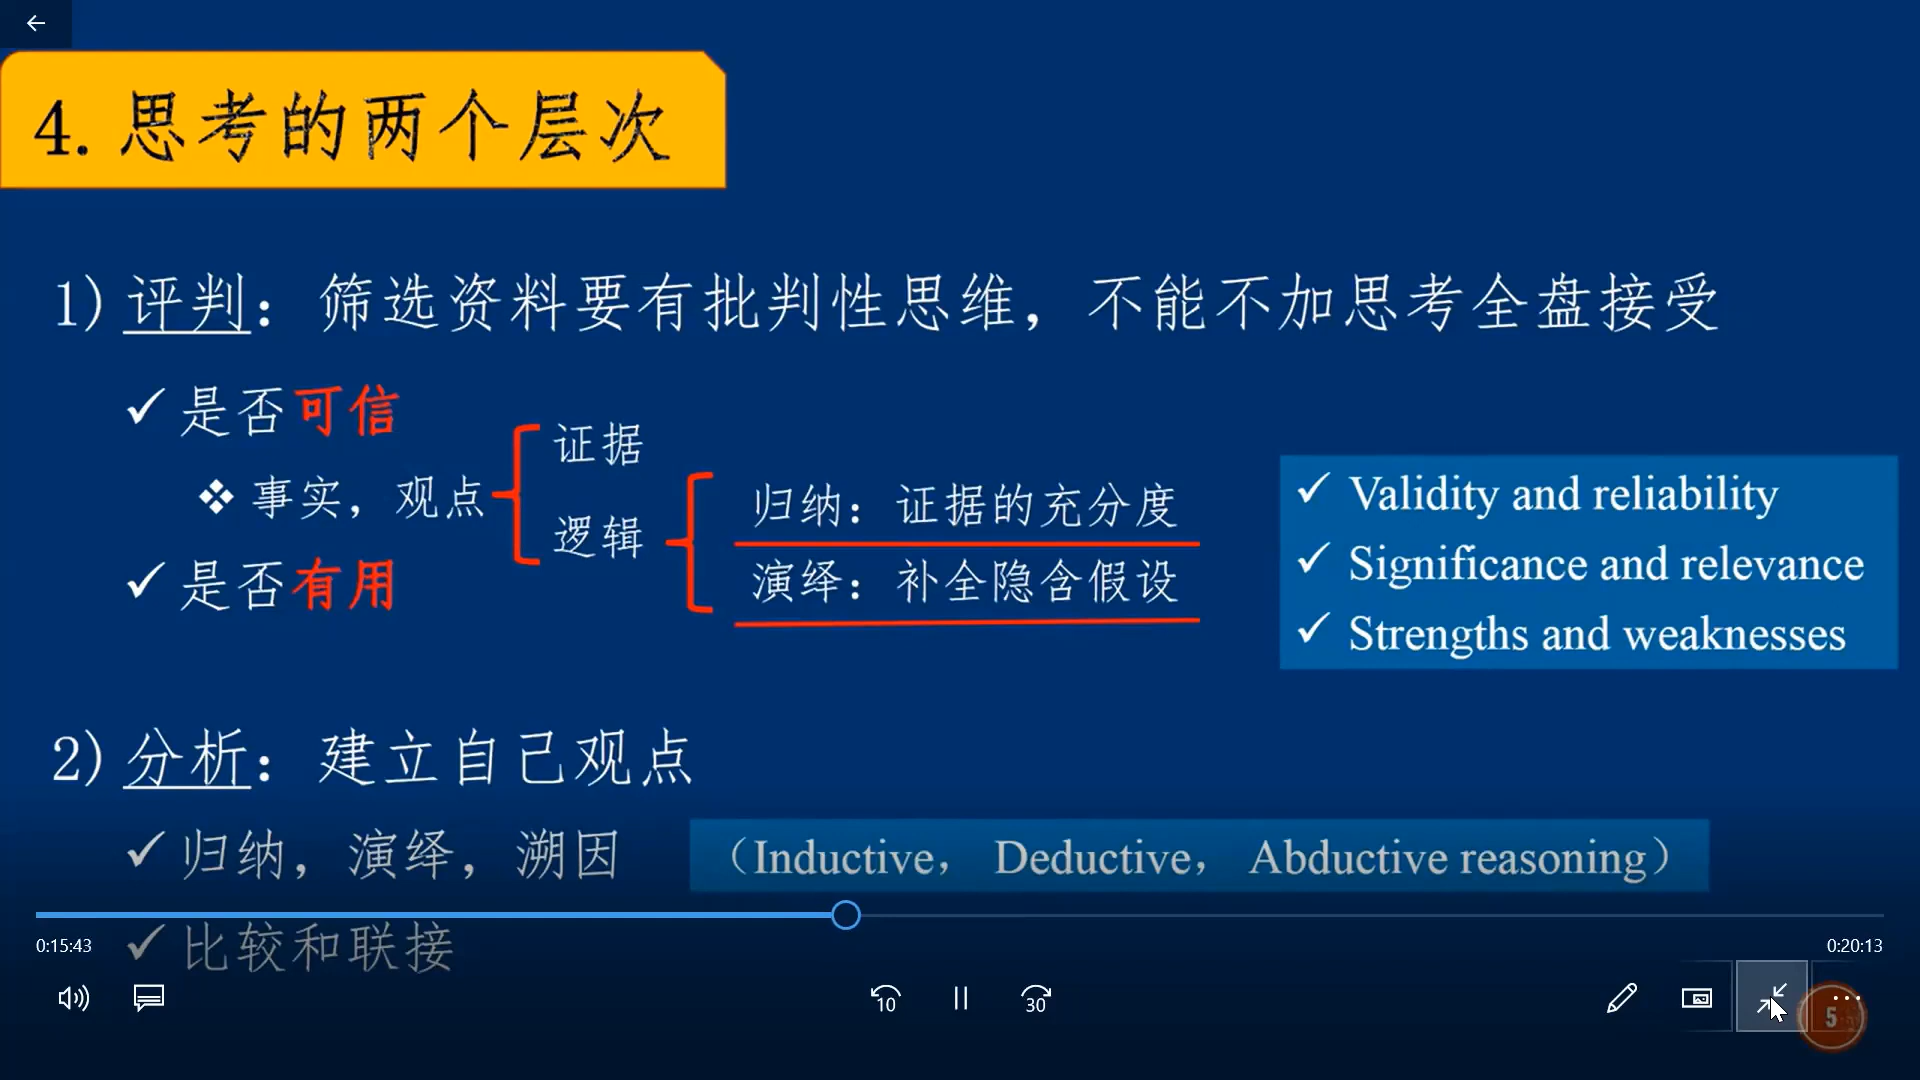 4. 思考的两个层次
1) 评判：筛选资料要有批判性思维，不能不加思考全盘接受
✓ 是否可信
❖ 事实，观点
证据
逻辑
归纳：证据的充分度
演绎：补全隐含假设
✓ 是否有用
✓ Validity and reliability
✓ Significance and relevance
✓ Strengths and weaknesses
2) 分析：建立自己观点
✓ 归纳，演绎，溯因
（Inductive， Deductive， Abductive reasoning）
✓ 比较和联接
0:15:43
0:20:13
10
30
5